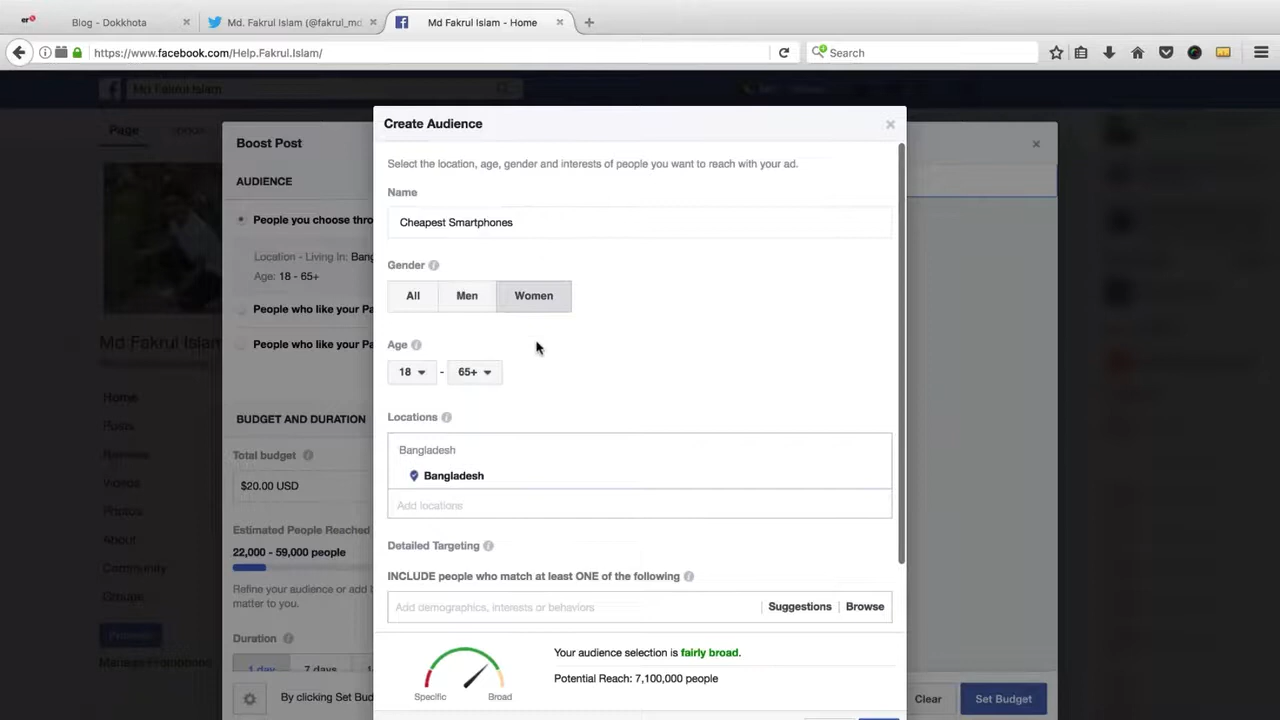 Blog - Dokkhota
Md. Fakrul Islam (@fakrul_md
Md Fakrul Islam - Home
https://www.facebook.com/Help.Fakrul.Islam/
Search
Md Fakrul Islam
Page
Boost Post
AUDIENCE
People you choose thro
Location - Living In: Bang
Age: 18 - 65+
People who like your Pa
People who like your Pa
Md Fakrul Islam
Home
Posts
Reviews
Videos
Photos
About
Community
Groups
Promote
BUDGET AND DURATION
Total budget
$20.00 USD
Estimated People Reached
22,000 - 59,000 people
Refine your audience or add b
matter to you.
Duration
1 day 7 days
By clicking Set Bud
Clear
Set Budget
Create Audience
Select the location, age, gender and interests of people you want to reach with your ad.
Name
Cheapest Smartphones
Gender
All Men Women
Age
18 - 65+
Locations
Bangladesh
Bangladesh
Add locations
Detailed Targeting
INCLUDE people who match at least ONE of the following
Add demographics, interests or behaviors Suggestions Browse
Specific Broad
Your audience selection is fairly broad.
Potential Reach: 7,100,000 people